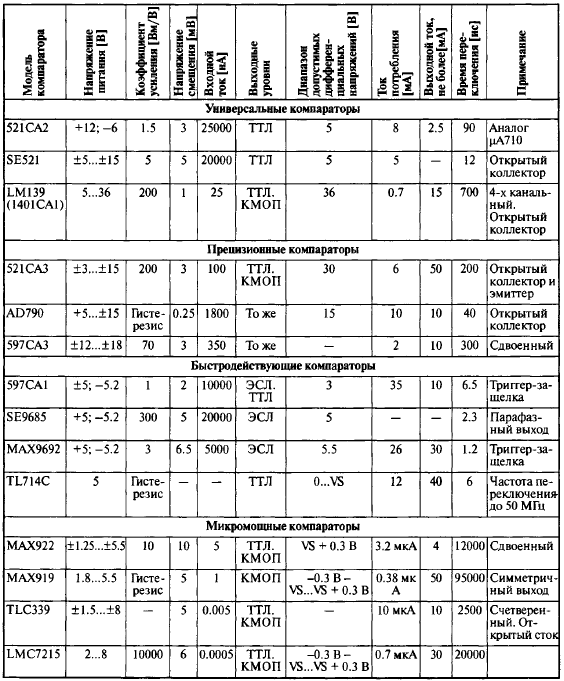 Модель компаратора | Напряжение питания [В] | Коэффициент усиления [Вм/В] | Напряжение смещения [мВ] | Входной ток [нА] | Выходные уровни | Диапазон допустимых дифференциальных напряжений [В] | Ток потребления [мА] | Выходной ток, не более[мА] | Время переключения [нс] | Примечание
Универсальные компараторы
521СА2 | +12; −6 | 1.5 | 3 | 25000 | ТТЛ | 5 | 8 | 2.5 | 90 | Аналог μА710
SE521 | ±5...±15 | 5 | 5 | 20000 | ТТЛ | 5 | 5 | — | 12 | Открытый коллектор
LM139 (1401СА1) | 5...36 | 200 | 1 | 25 | ТТЛ. КМОП | 36 | 0.7 | 15 | 700 | 4-х канальный. Открытый коллектор
Прецизионные компараторы
521СА3 | ±3...±15 | 200 | 3 | 100 | ТТЛ. КМОП | 30 | 6 | 50 | 200 | Открытый коллектор и эмиттер
AD790 | +5...±15 | Гистерезис | 0.25 | 1800 | То же | 15 | 10 | 10 | 40 | Открытый коллектор
597СА3 | ±12...±18 | 70 | 3 | 350 | То же | — | 2 | 10 | 300 | Сдвоенный
Быстродействующие компараторы
597СА1 | ±5; −5.2 | 1 | 2 | 10000 | ЭСЛ. ТТЛ | 3 | 35 | 10 | 6.5 | Триггер-защелка
SE9685 | +5; −5.2 | 300 | 5 | 20000 | ЭСЛ | 5 | — | — | 2.3 | Парафазный выход
MAX9692 | +5; −5.2 | 3 | 6.5 | 5000 | ЭСЛ | 5.5 | 26 | 30 | 1.2 | Триггер-защелка
TL714C | 5 | Гистерезис | — | — | ТТЛ | 0...VS | 12 | 40 | 6 | Частота переключения до 50 МГц
Микромощные компараторы
MAX922 | ±1.25...±5.5 | 10 | 10 | 5 | ТТЛ. КМОП | VS + 0.3 В | 3.2 мкА | 4 | 12000 | Сдвоенный
MAX919 | 1.8...5.5 | Гистерезис | 5 | 1 | КМОП | −0.3 В – VS...VS + 0.3 В | 0.38 мкА | 50 | 95000 | Симметричный выход
TLC339 | ±1.5...±8 | — | 5 | 0.005 | ТТЛ. КМОП | — | 10 мкА | 10 | 2500 | Счетверенный. Открытый сток
LMC7215 | 2...8 | 10000 | 6 | 0.0005 | ТТЛ. КМОП | −0.3 В – VS...VS + 0.3 В | 0.7 мкА | 30 | 20000